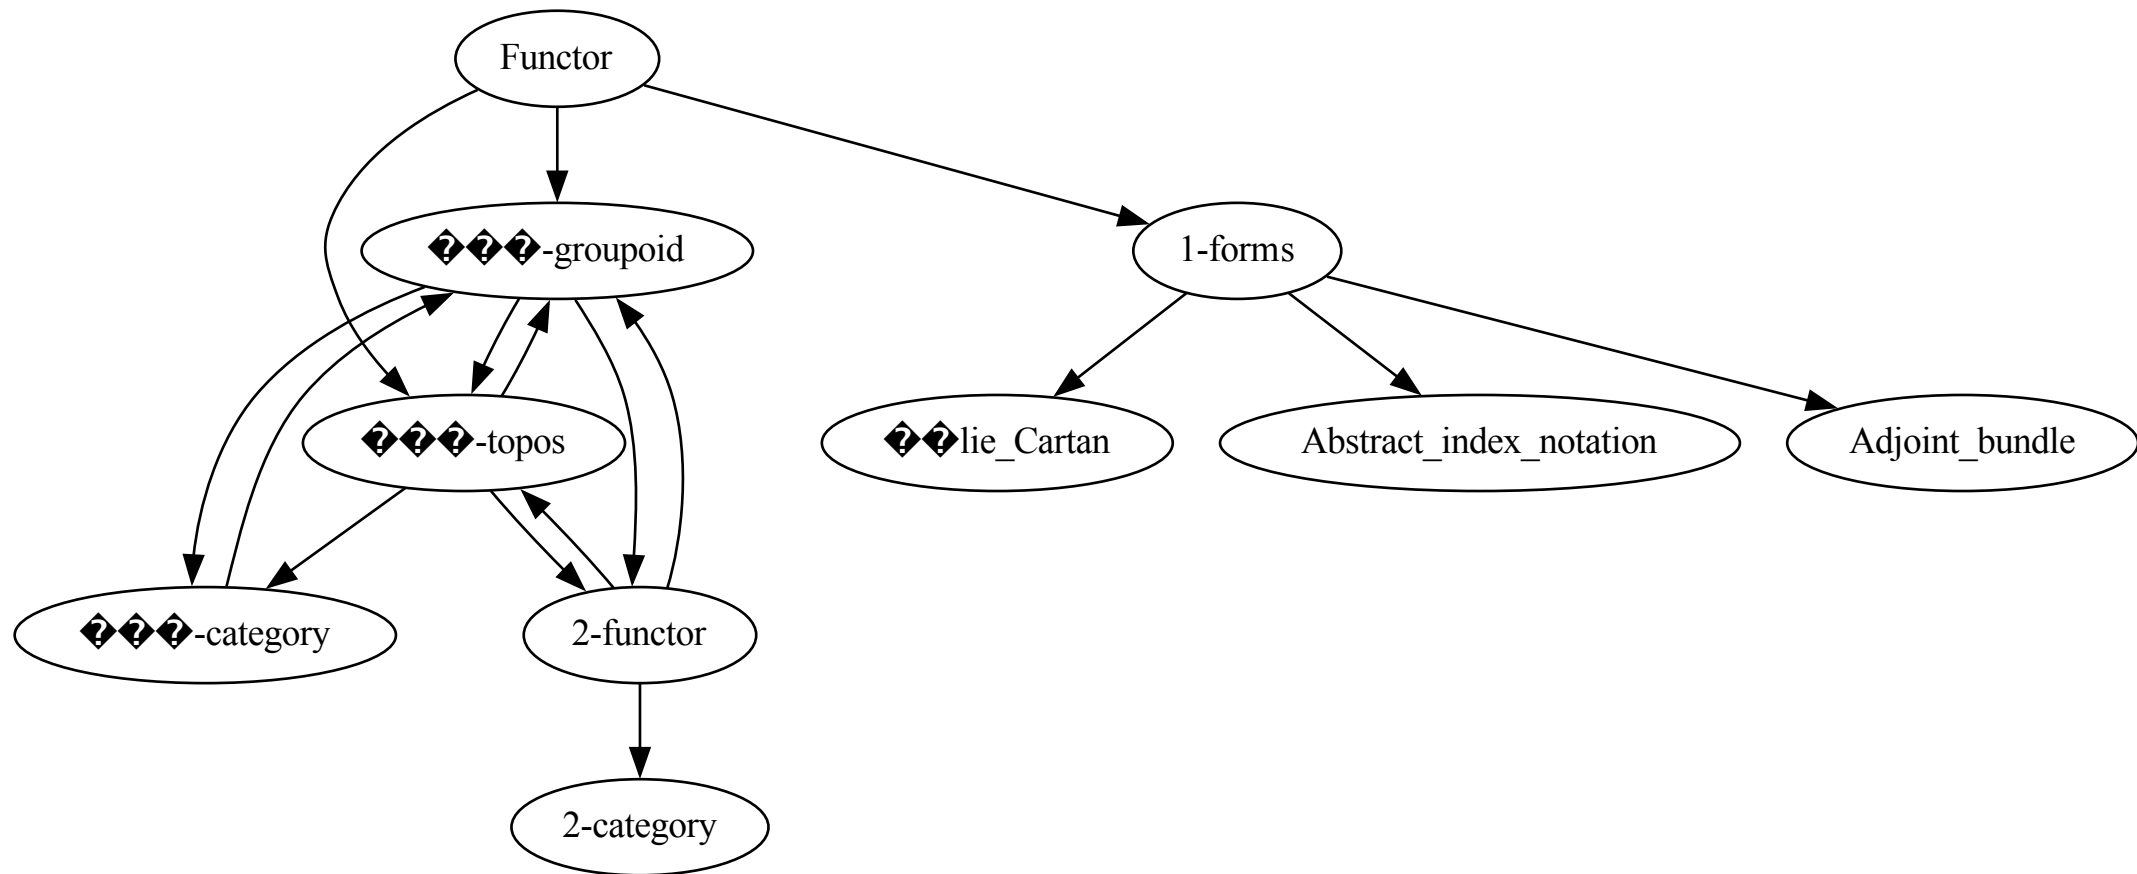 Functor
���-groupoid
1-forms
���-topos
��lie_Cartan
Abstract_index_notation
Adjoint_bundle
���-category
2-functor
2-category